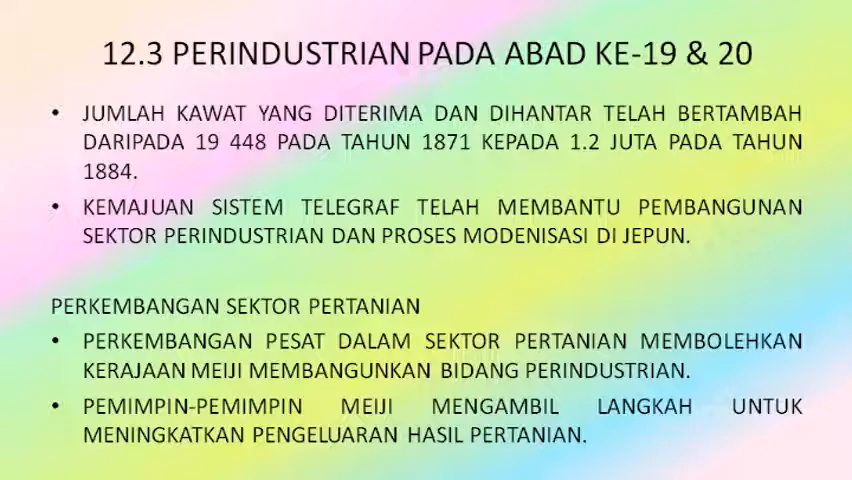 12.3 PERINDUSTRIAN PADA ABAD KE-19 & 20
• JUMLAH KAWAT YANG DITERIMA DAN DIHANTAR TELAH BERTAMBAH
DARIPADA 19 448 PADA TAHUN 1871 KEPADA 1.2 JUTA PADA TAHUN
1884.
• KEMAJUAN SISTEM TELEGRAF TELAH MEMBANTU PEMBANGUNAN
SEKTOR PERINDUSTRIAN DAN PROSES MODENISASI DI JEPUN.
PERKEMBANGAN SEKTOR PERTANIAN
• PERKEMBANGAN PESAT DALAM SEKTOR PERTANIAN MEMBOLEHKAN
KERAJAAN MEIJI MEMBANGUNKAN BIDANG PERINDUSTRIAN.
• PEMIMPIN-PEMIMPIN MEIJI MENGAMBIL LANGKAH UNTUK
MENINGKATKAN PENGELUARAN HASIL PERTANIAN.